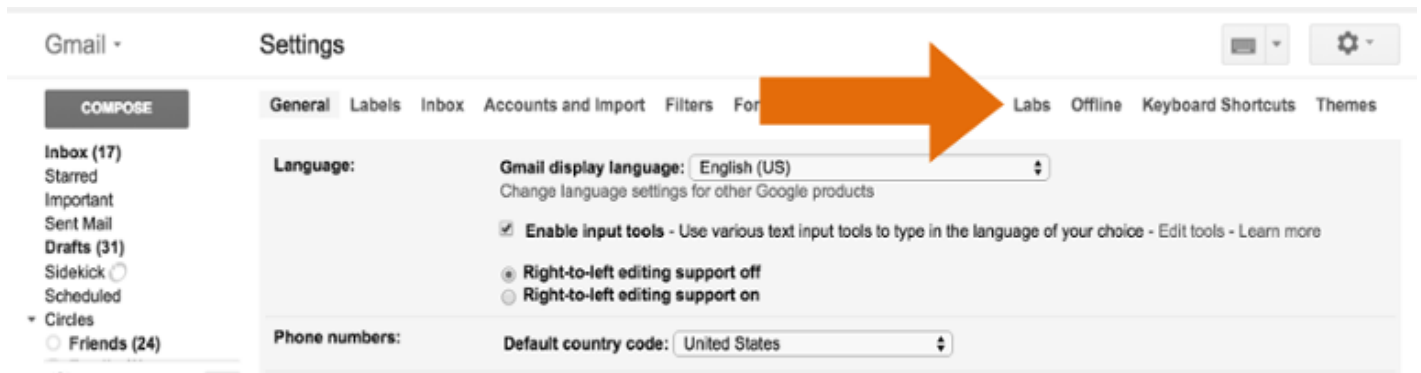 Gmail
Settings
COMPOSE
General Labels Inbox Accounts and Import Filters For Labs Offline Keyboard Shortcuts Themes
Inbox (17)
Starred
Important
Sent Mail
Drafts (31)
Sidekick
Scheduled
Circles
Friends (24)
Language:
Gmail display language: English (US)
Change language settings for other Google products
Enable input tools - Use various text input tools to type in the language of your choice - Edit tools - Learn more
Right-to-left editing support off
Right-to-left editing support on
Phone numbers:
Default country code: United States